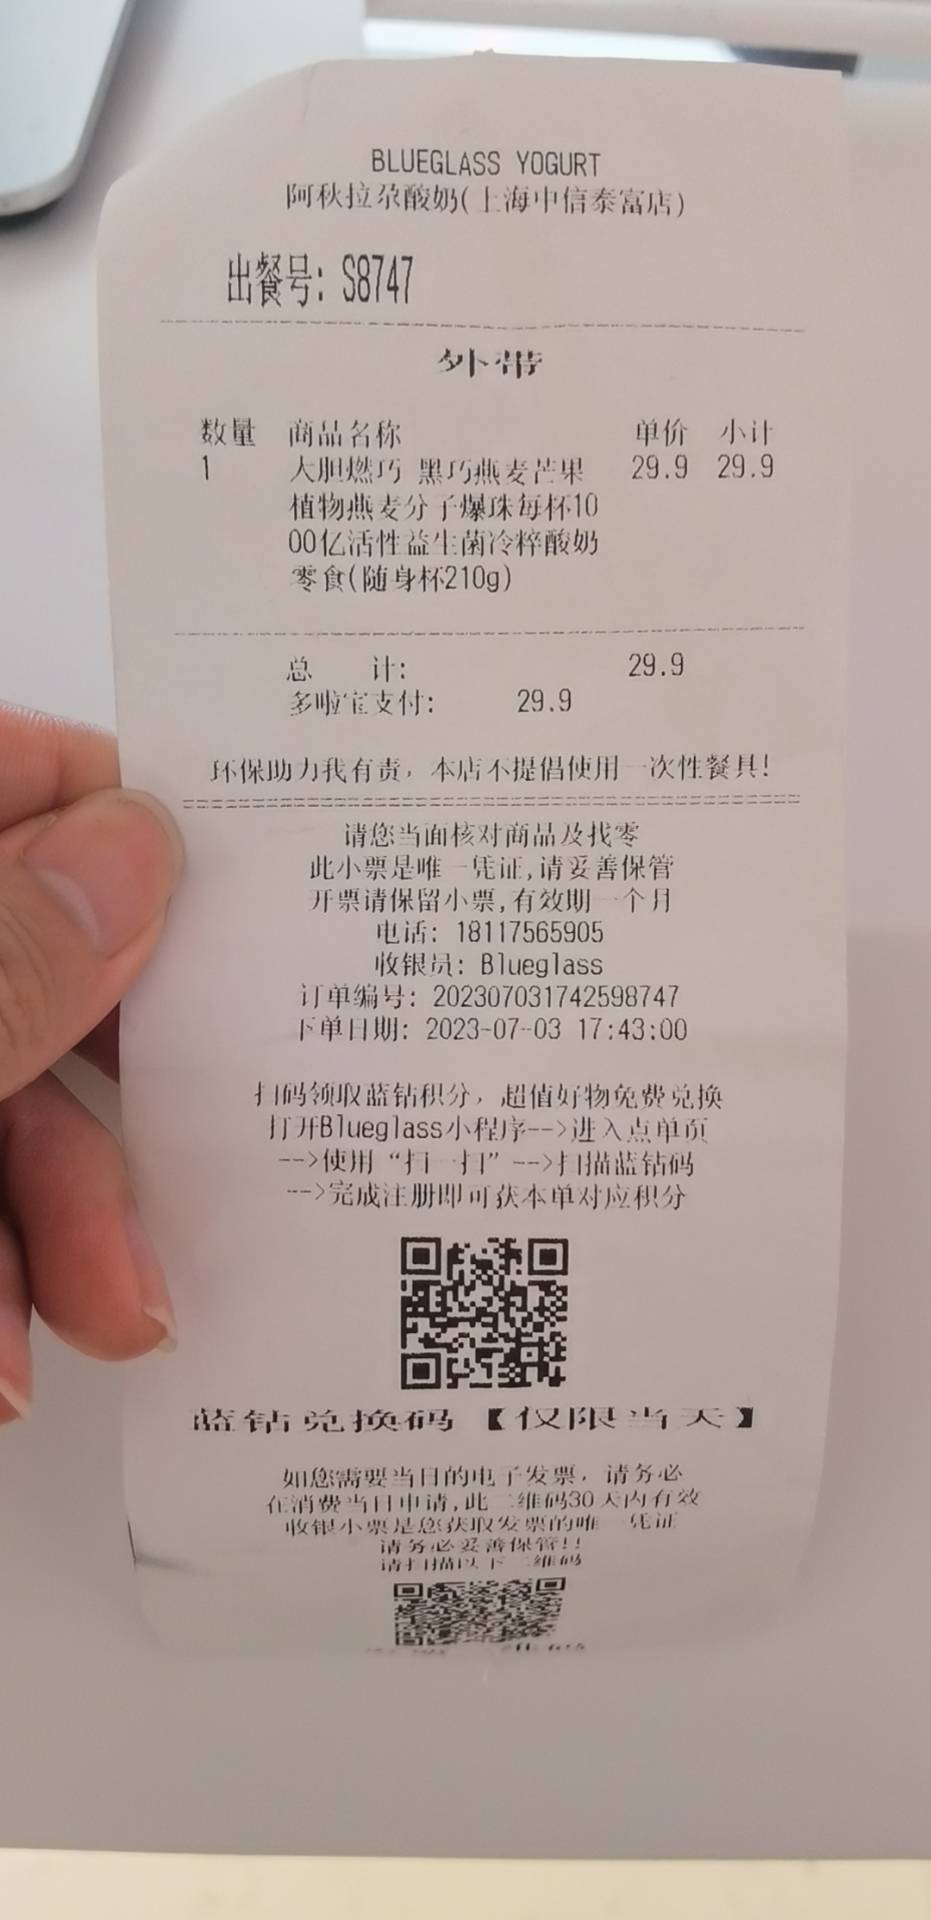 BLUEGLASS YOGURT
阿秋拉尕酸奶(上海中信泰富店)
出餐号: S8747
外带
数量 商品名称 单价 小计
1 大胆燃巧 黑巧燕麦芒果 29.9 29.9
植物燕麦分子爆珠每杯10
00亿活性益生菌冷粹酸奶
零食(随身杯210g)
总 计: 29.9
多啦宝支付: 29.9
环保助力我有责，本店不提倡使用一次性餐具!
请您当面核对商品及找零
此小票是唯一凭证,请妥善保管
开票请保留小票,有效期一个月
电话: 18117565905
收银员: Blueglass
订单编号: 202307031742598747
下单日期: 2023-07-03 17:43:00
扫码领取蓝钻积分，超值好物免费兑换
打开Blueglass小程序-->进入点单页
-->使用“扫一扫”-->扫描蓝钻码
-->完成注册即可获本单对应积分
蓝钻兑换码【仅限当天】
如您需要当日的电子发票，请务必
在消费当日申请,此二维码30天内有效
收银小票是您获取发票的唯一凭证
请务必妥善保管!!
请扫描以下二维码